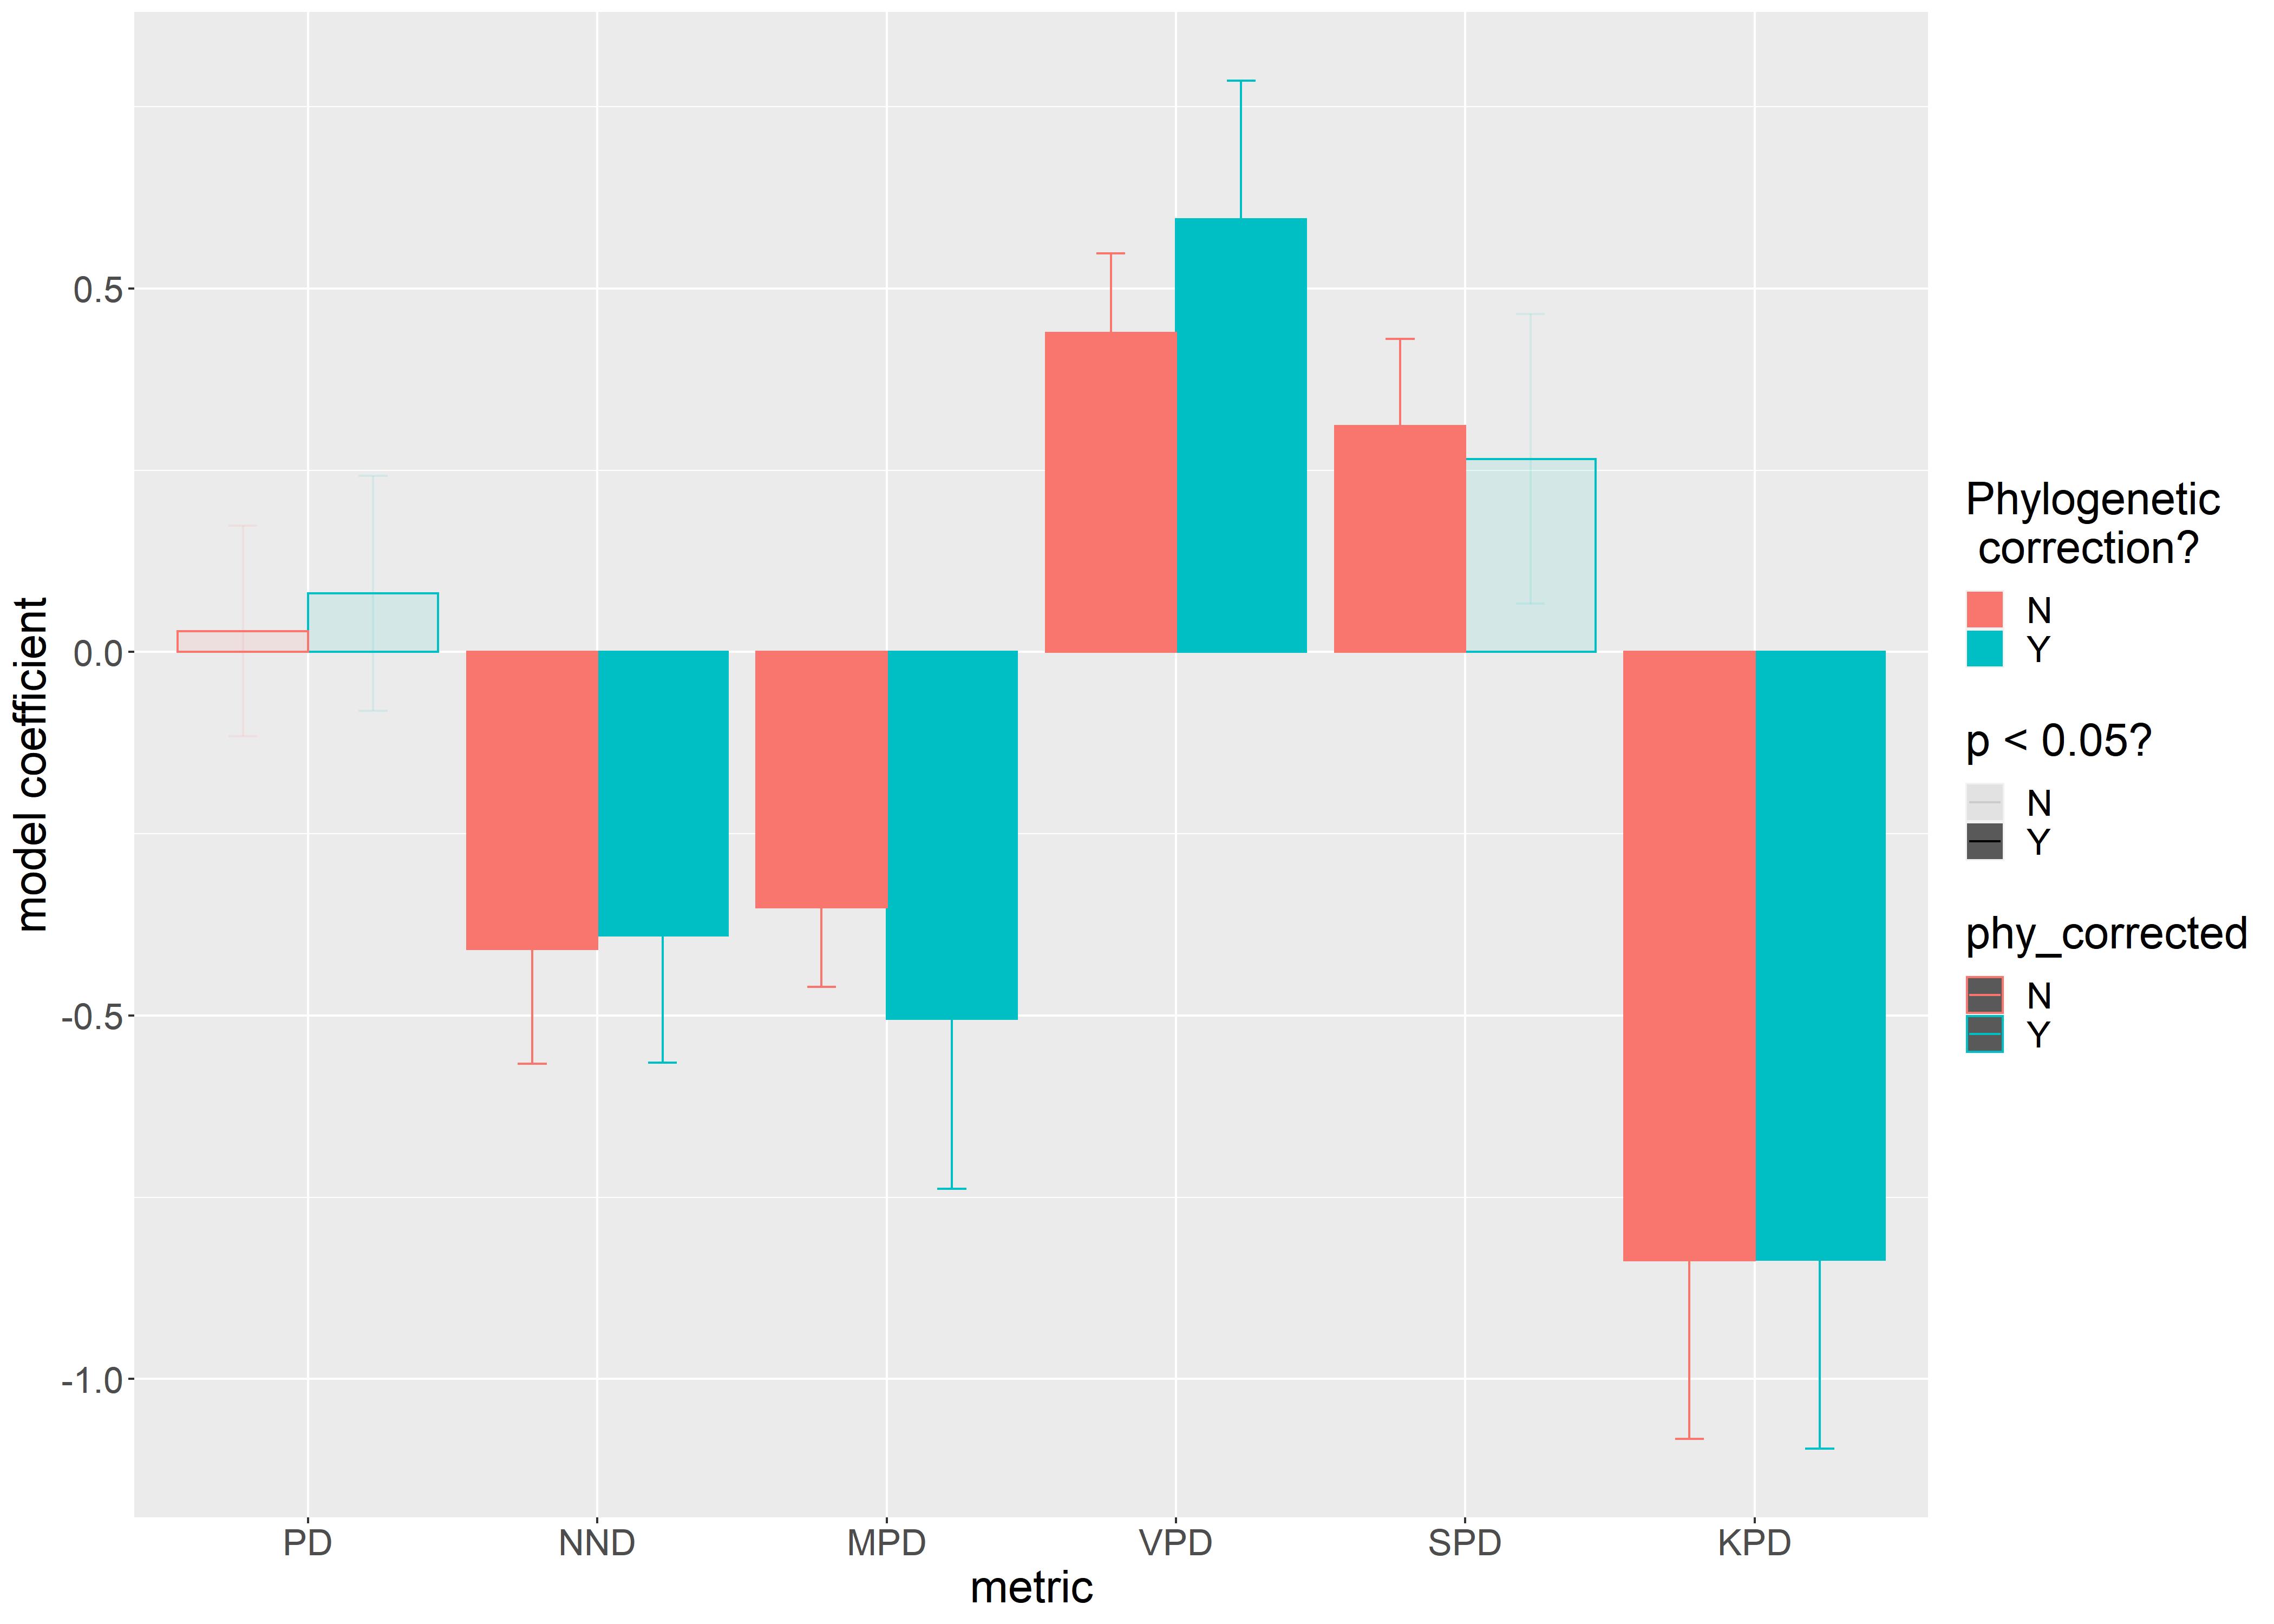 0.5
0.0
-0.5
-1.0
model coefficient
PD NND MPD VPD SPD KPD
metric
Phylogenetic
correction?
N
Y
p < 0.05?
N
Y
phy_corrected
N
Y